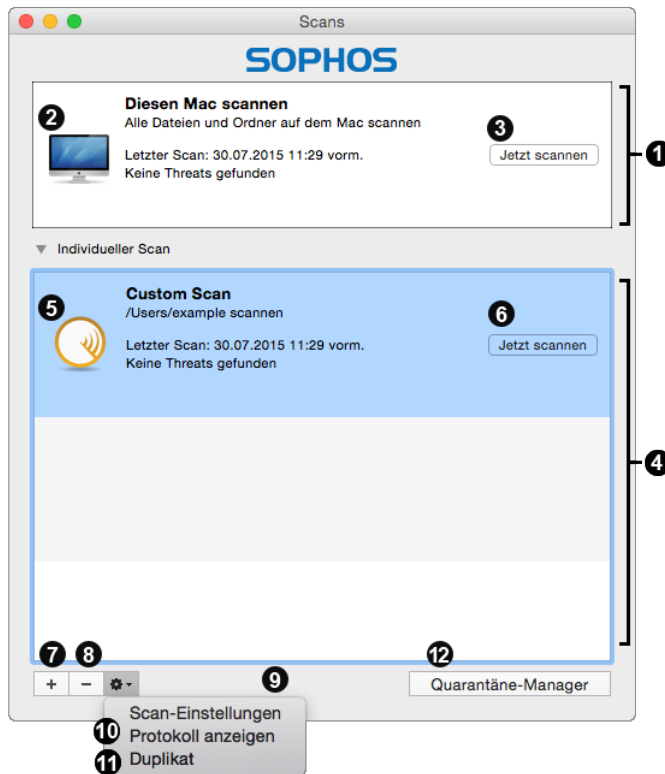 Scans
SOPHOS
2
Diesen Mac scannen
Alle Dateien und Ordner auf dem Mac scannen
Letzter Scan: 30.07.2015 11:29 vorm.
Keine Threats gefunden
3
Jetzt scannen
1
Individueller Scan
5
Custom Scan
/Users/example scannen
Letzter Scan: 30.07.2015 11:29 vorm.
Keine Threats gefunden
6
Jetzt scannen
4
7
8
9
12
+
−
Quarantäne-Manager
Scan-Einstellungen
10 Protokoll anzeigen
11 Duplikat